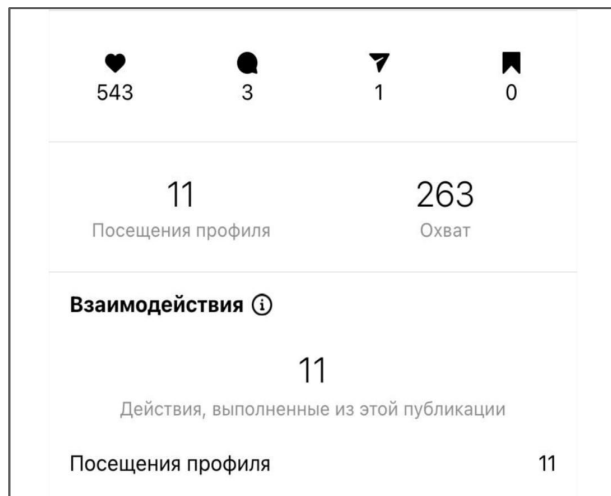 543 3 1 0
11 263
Посещения профиля Охват
Взаимодействия
11
Действия, выполненные из этой публикации
Посещения профиля 11